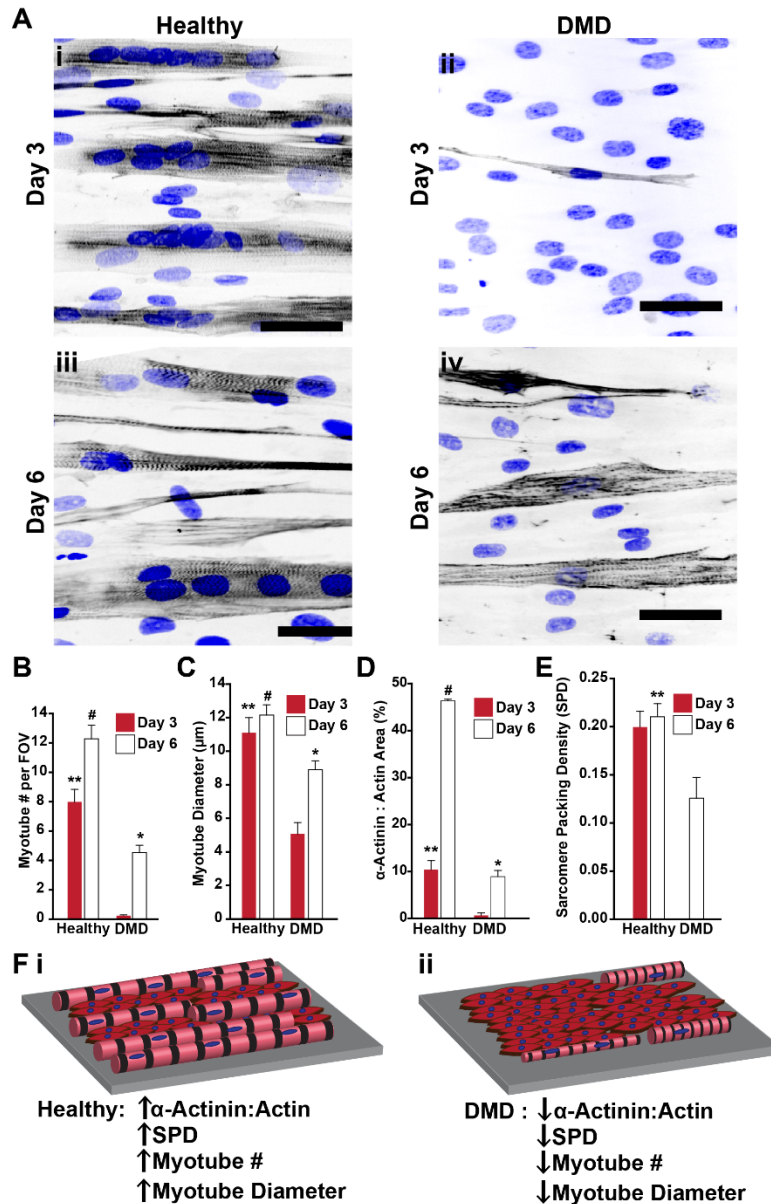 A
Healthy
DMD
i
ii
Day 3
Day 3
iii
iv
Day 6
Day 6
B
Myotube # per FOV
12
10
8
6
4
2
0
**
#
*
Day 3
Day 6
Healthy DMD
C
Myotube Diameter (µm)
14
12
10
8
6
4
2
0
**
#
*
Day 3
Day 6
Healthy DMD
D
α-Actinin : Actin Area (%)
50
40
30
20
10
0
**
#
*
Day 3
Day 6
Healthy DMD
E
Sarcomere Packing Density (SPD)
0.25
0.20
0.15
0.10
0.05
0.00
**
Day 3
Day 6
Healthy DMD
F i
ii
Healthy: ↑α-Actinin:Actin
↑SPD
↑Myotube #
↑Myotube Diameter
DMD : ↓α-Actinin:Actin
↓SPD
↓Myotube #
↓Myotube Diameter